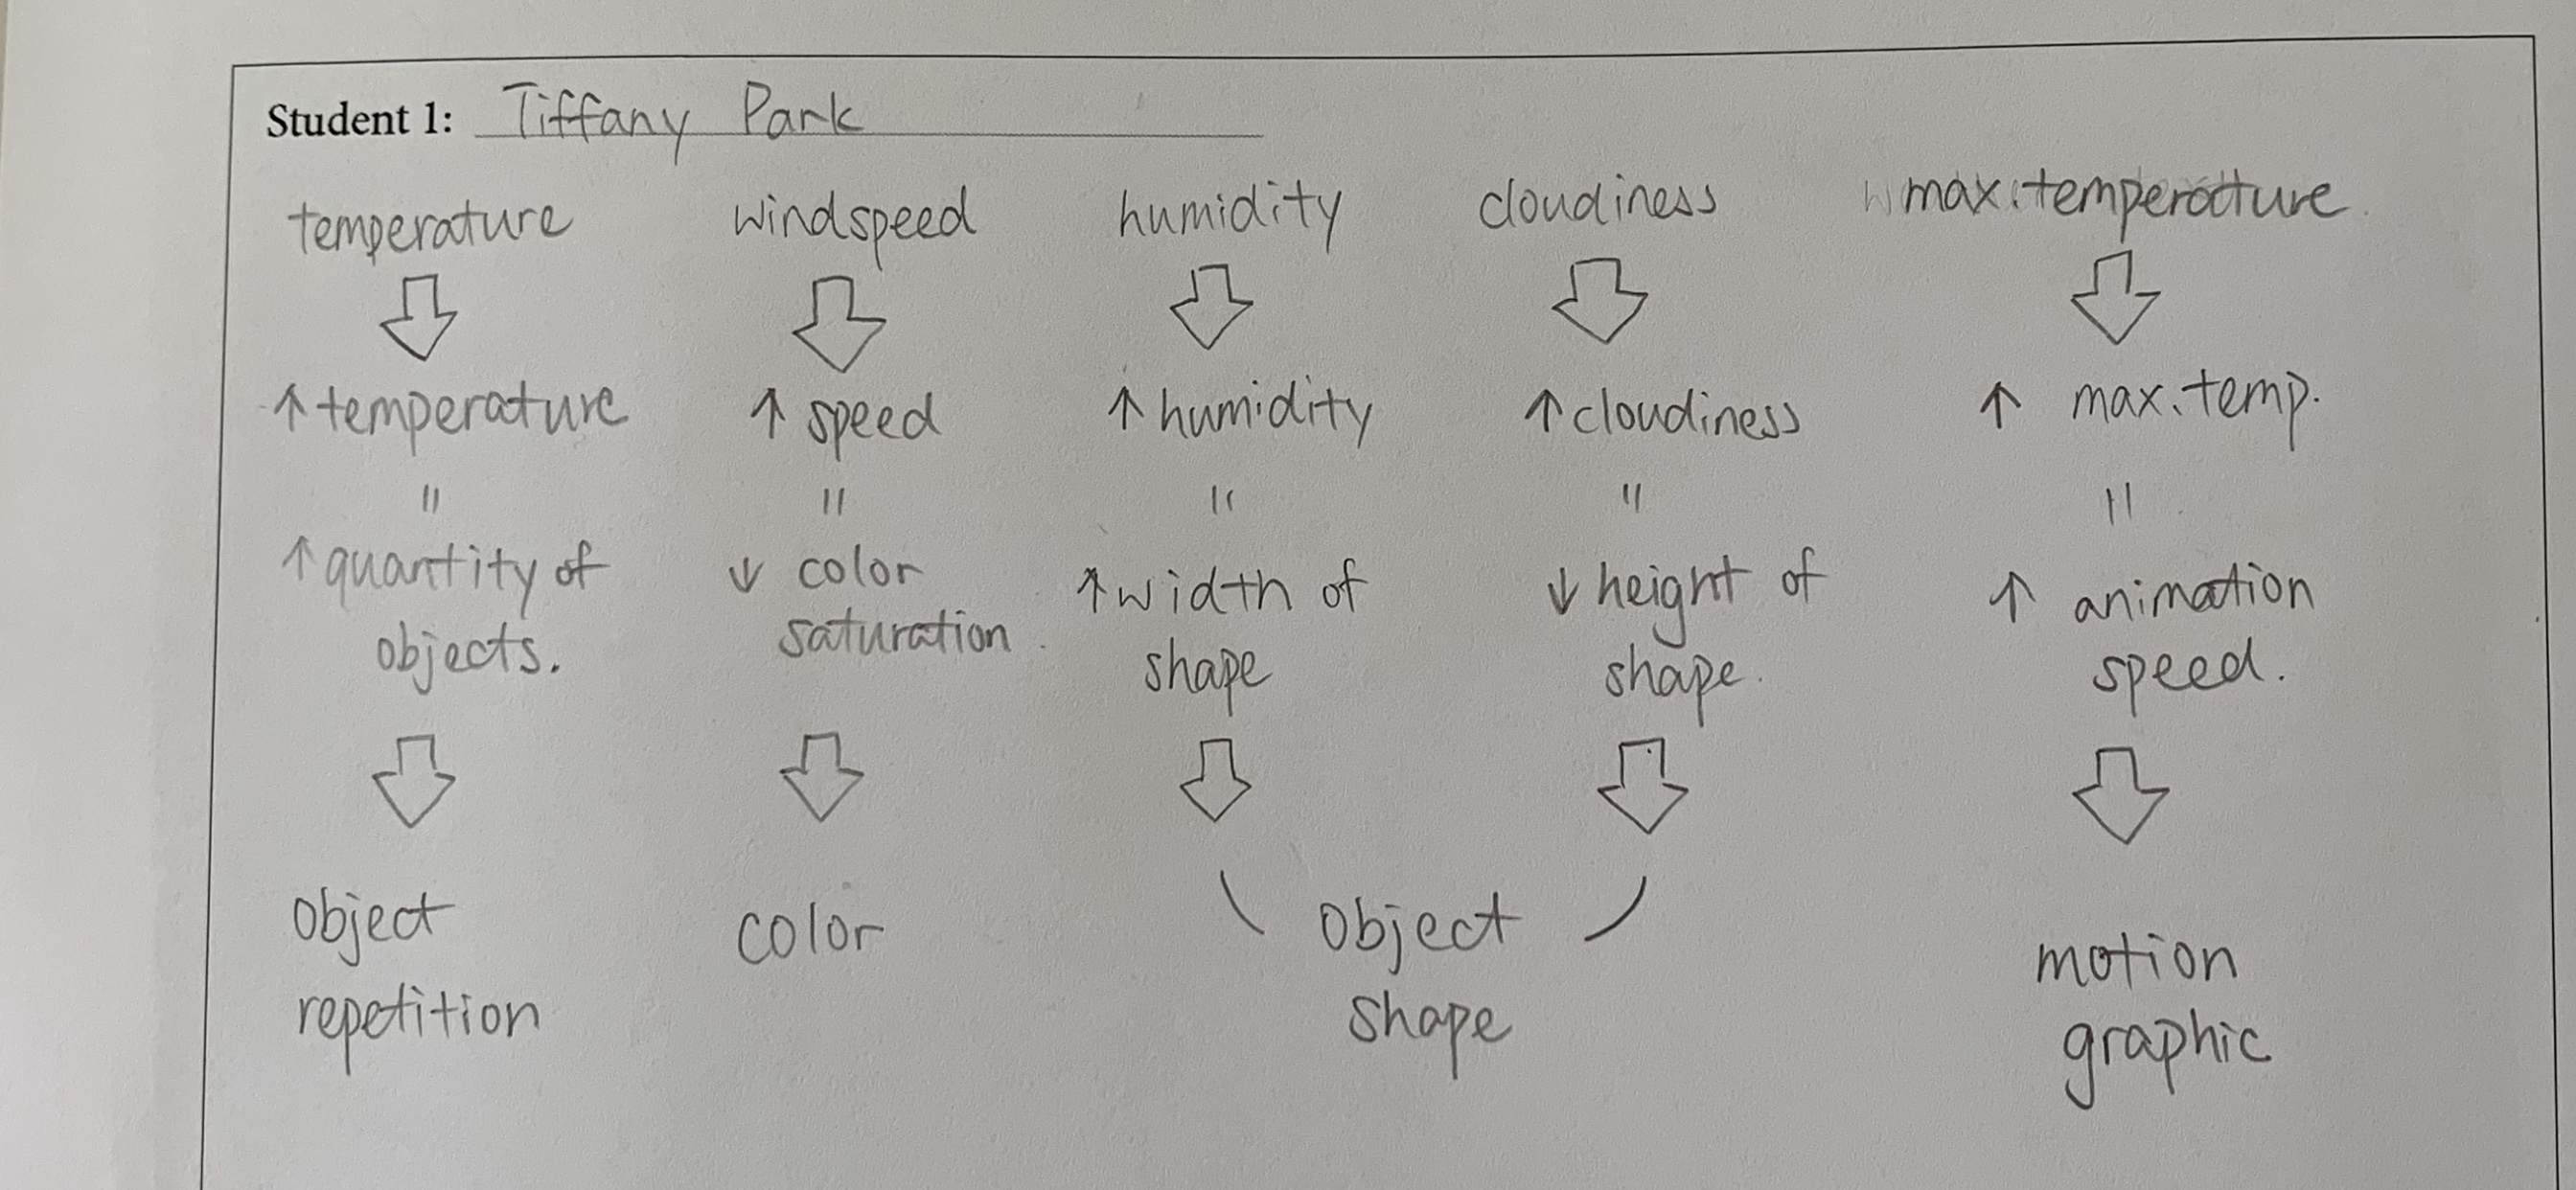 Student 1: Tiffany Park
temperature windspeed humidity cloudiness max.temperature
↑ temperature ↑ speed ↑ humidity ↑ cloudiness ↑ max.temp.
= = = = =
↑ quantity of ↓ color ↑ width of ↓ height of ↑ animation
objects. saturation shape shape. speed.
object color object motion
repetition shape graphic